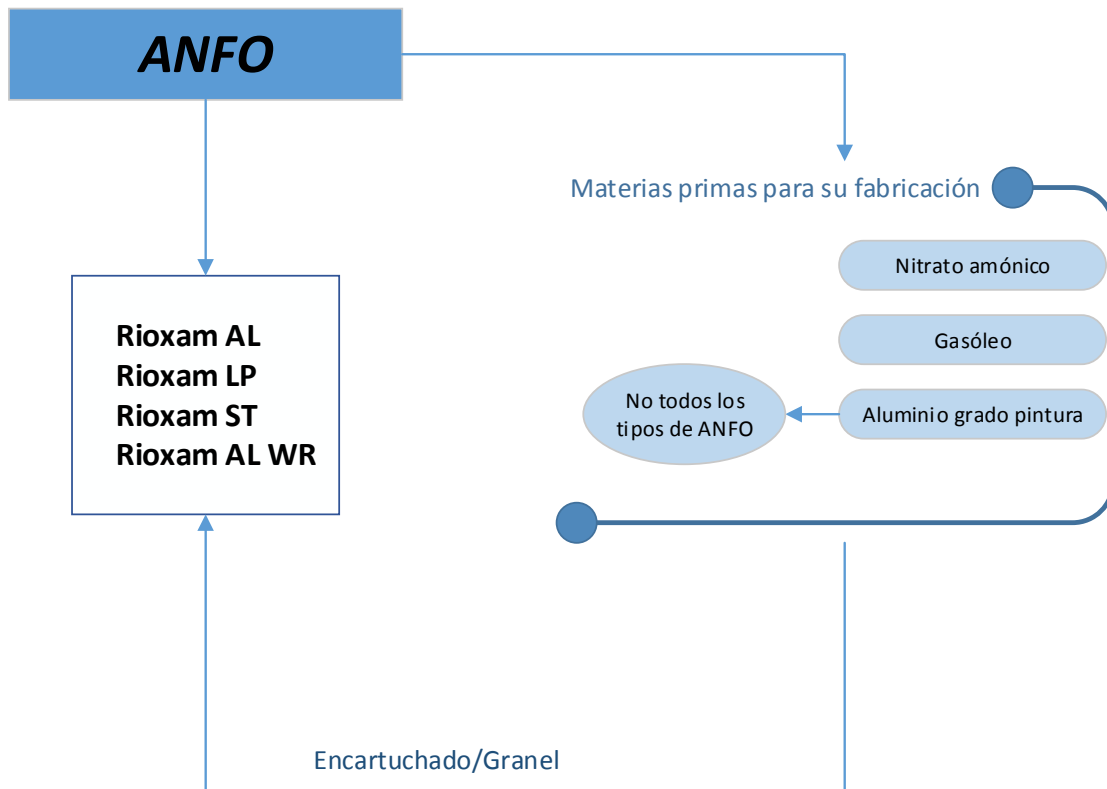 ANFO
Materias primas para su fabricación
Nitrato amónico
Gasóleo
Aluminio grado pintura
No todos los
tipos de ANFO
Rioxam AL
Rioxam LP
Rioxam ST
Rioxam AL WR
Encartuchado/Granel